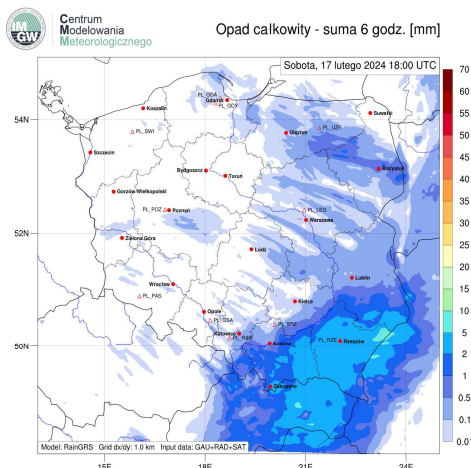 IM
GW
Centrum
Modelowania
Meteorologicznego
Opad całkowity - suma 6 godz. [mm]
Sobota, 17 lutego 2024 18:00 UTC
70
65
60
55
50
45
40
35
30
25
20
15
10
5
2
1
0.5
0.1
0.01
54N
52N
50N
15E
18E
21E
24E
PL_GDA
Gdańsk
PL_GDY
Koszalin
PL_SWI
Suwałki
PL_UZR
Olsztyn
Szczecin
Białystok
Bydgoszcz
Toruń
Gorzów Wielkopolski
PL_POZ
Poznań
PL_LEG
Warszawa
Zielona Góra
Łódź
Lublin
Wrocław
PL_PAS
Kielce
Opole
PL_GSA
PL_BRZ
Katowice
PL_RAM
Kraków
PL_RZE
Rzeszów
Zakopane
Model: RainGRS Grid dx/dy: 1.0 km Input data: GAU+RAD+SAT